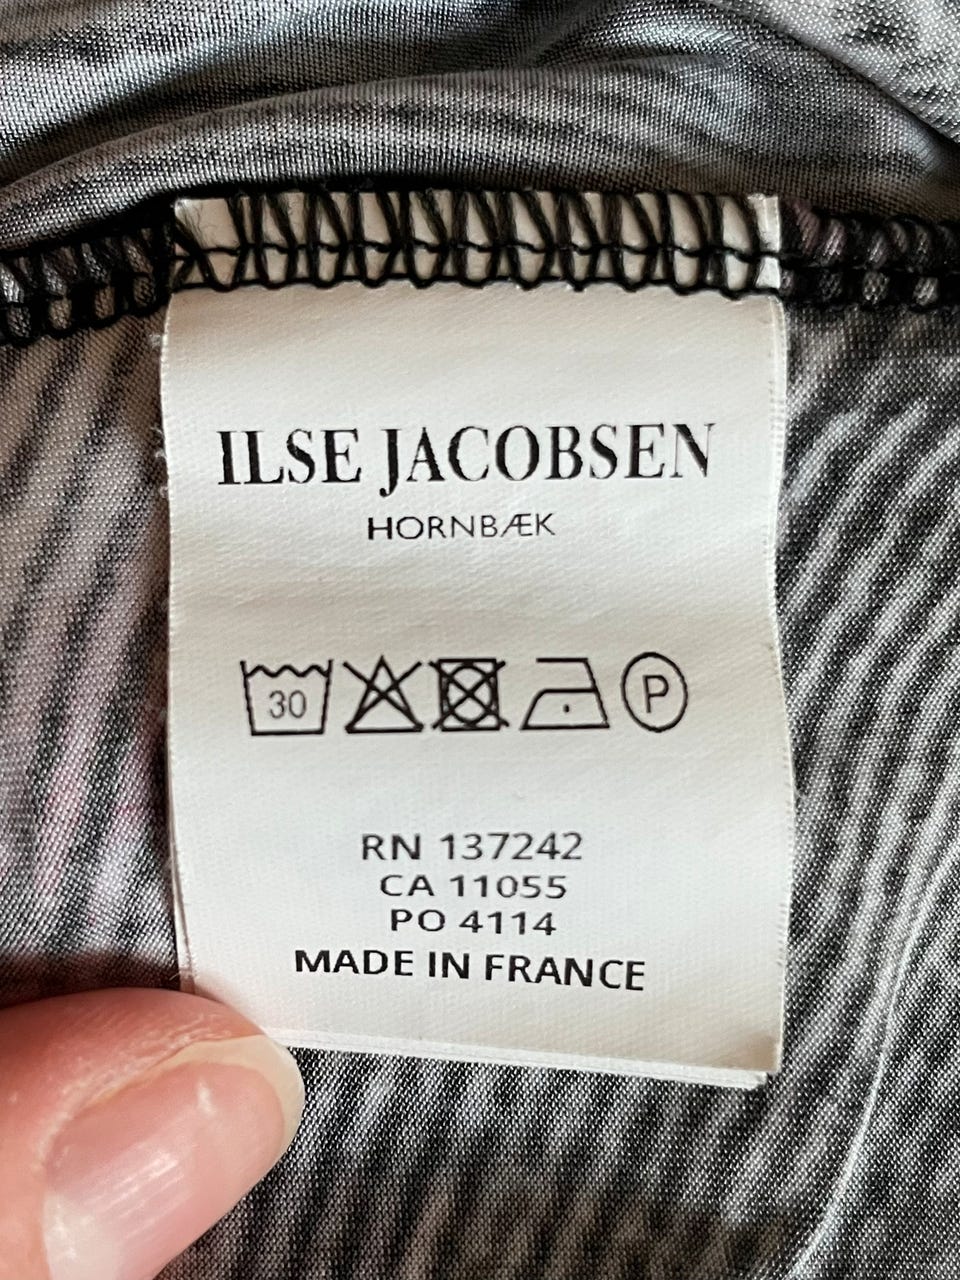 ILSE JACOBSEN
HORNBÆK
30 P
RN 137242
CA 11055
PO 4114
MADE IN FRANCE